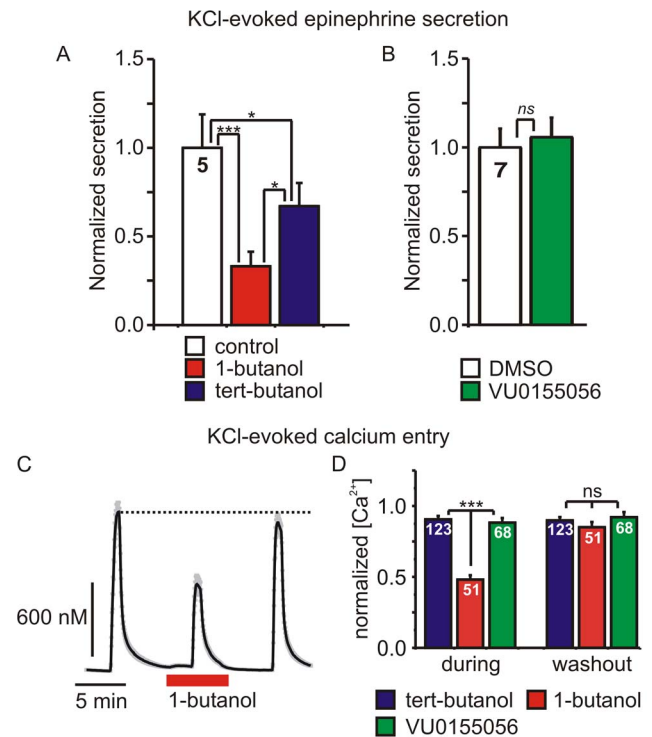 KCl-evoked epinephrine secretion
A
B
1.5
1.0
0.5
0.0
Normalized secretion
***
*
*
5
control
1-butanol
tert-butanol
1.5
1.0
0.5
0.0
Normalized secretion
ns
7
DMSO
VU0155056
KCl-evoked calcium entry
C
D
600 nM
5 min
1-butanol
normalized [Ca²⁺]
1.0
0.5
0.0
***
ns
123
51
68
123
51
68
during
washout
tert-butanol
1-butanol
VU0155056